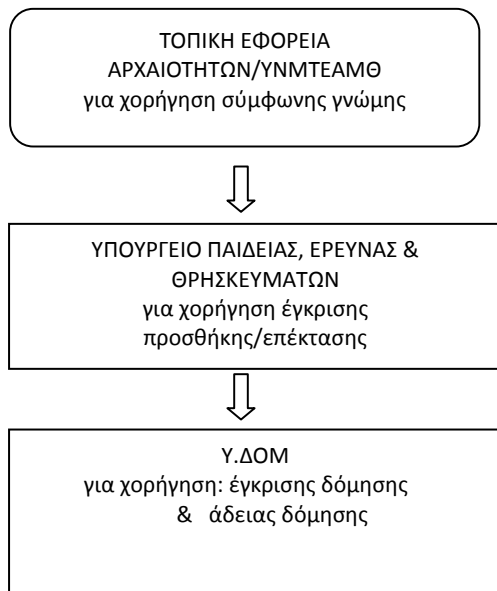 ΤΟΠΙΚΗ ΕΦΟΡΕΙΑ
ΑΡΧΑΙΟΤΗΤΩΝ/ΥΝΜΤΕΑΜΘ
για χορήγηση σύμφωνης γνώμης
ΥΠΟΥΡΓΕΙΟ ΠΑΙΔΕΙΑΣ, ΕΡΕΥΝΑΣ &
ΘΡΗΣΚΕΥΜΑΤΩΝ
για χορήγηση έγκρισης
προσθήκης/επέκτασης
Υ.ΔΟΜ
για χορήγηση: έγκρισης δόμησης
& άδειας δόμησης